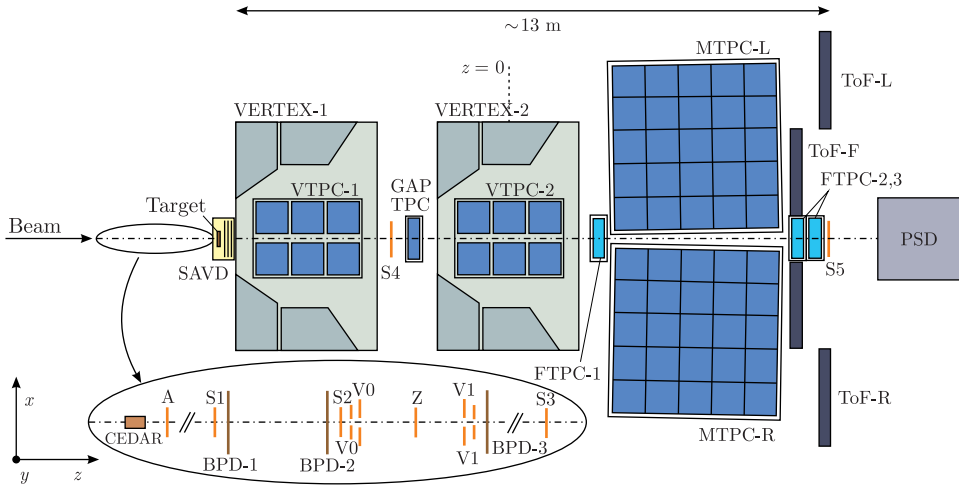 ~13 m
MTPC-L
z = 0
ToF-L
VERTEX-1
VERTEX-2
ToF-F
FTPC-2,3
GAP
TPC
VTPC-1
VTPC-2
Target
Beam
PSD
SAVD
S4
S5
FTPC-1
x
y
z
A
S1
S2
V0
Z
V1
S3
ToF-R
CEDAR
BPD-1
BPD-2
V0
V1
BPD-3
MTPC-R